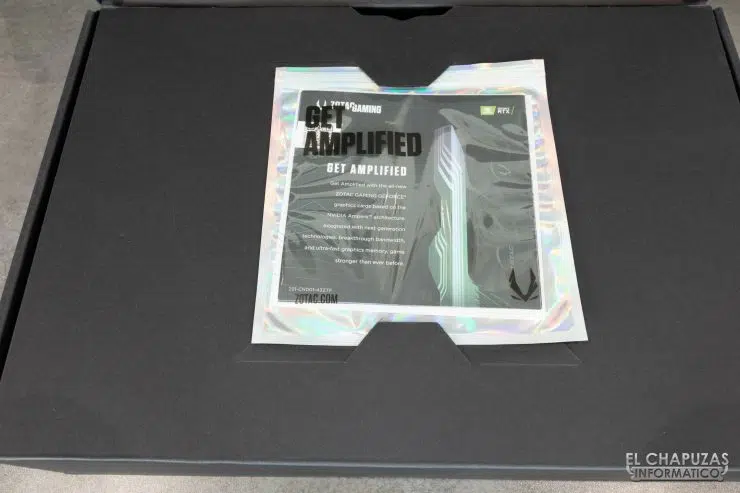 ZOTAC GAMING
RTX
GET
AMPLIFIED
GET AMPLIFIED
Get Amplified with the all-new
ZOTAC GAMING GEFORCE®
graphics cards based on the
NVIDIA Ampere architecture.
Integrated with next generation
technologies, breakthrough bandwidth,
and ultra-fast graphics memory, game
stronger than ever before.
ZOTAC.COM
EL CHAPUZAS
INFORMÁTICO